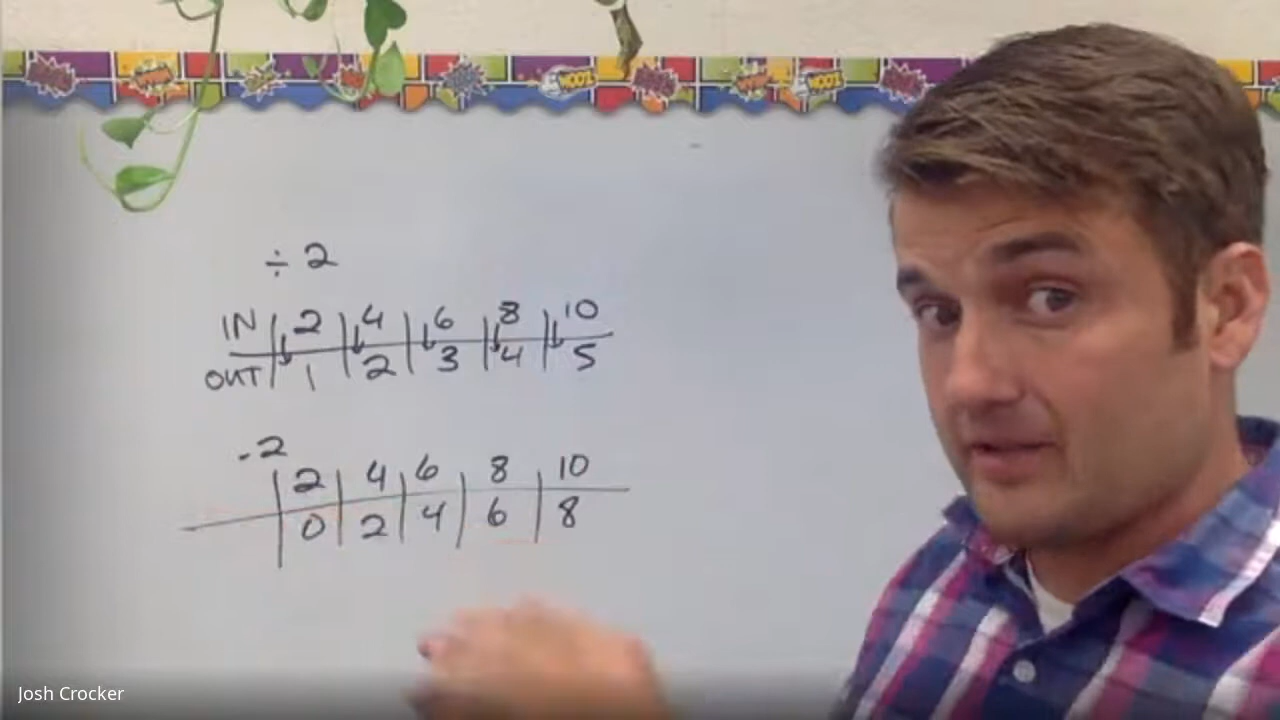 ÷ 2
IN 2 4 6 8 10
OUT 1 2 3 4 5
-2
2 4 6 8 10
0 2 4 6 8
Josh Crocker